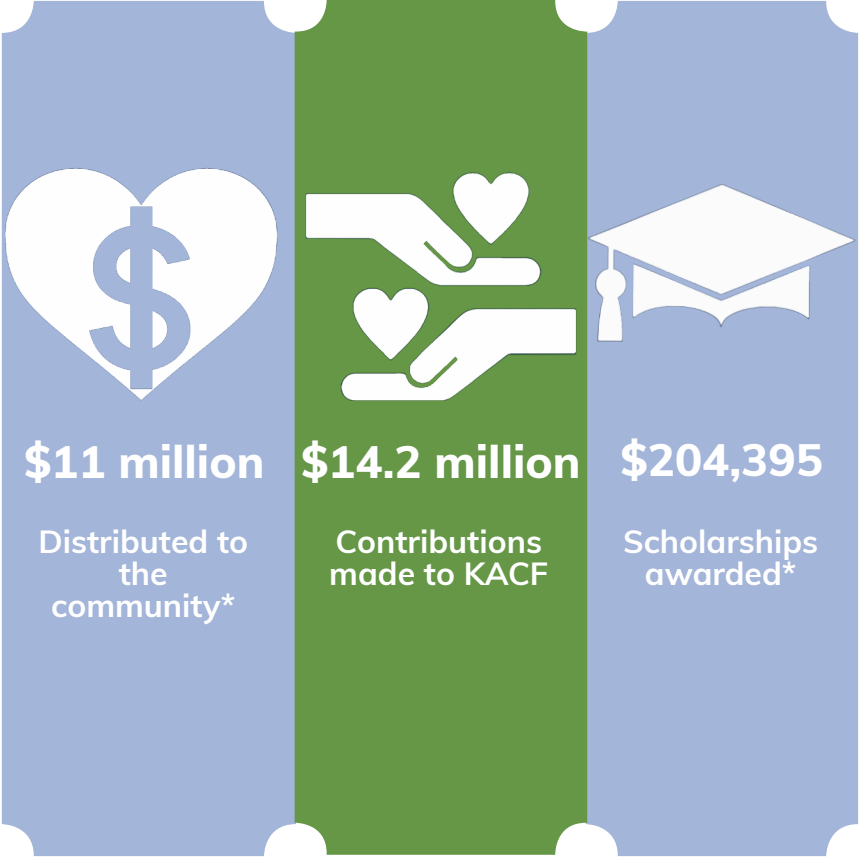 $11 million
Distributed to
the
community*
$14.2 million
Contributions
made to KACF
$204,395
Scholarships
awarded*